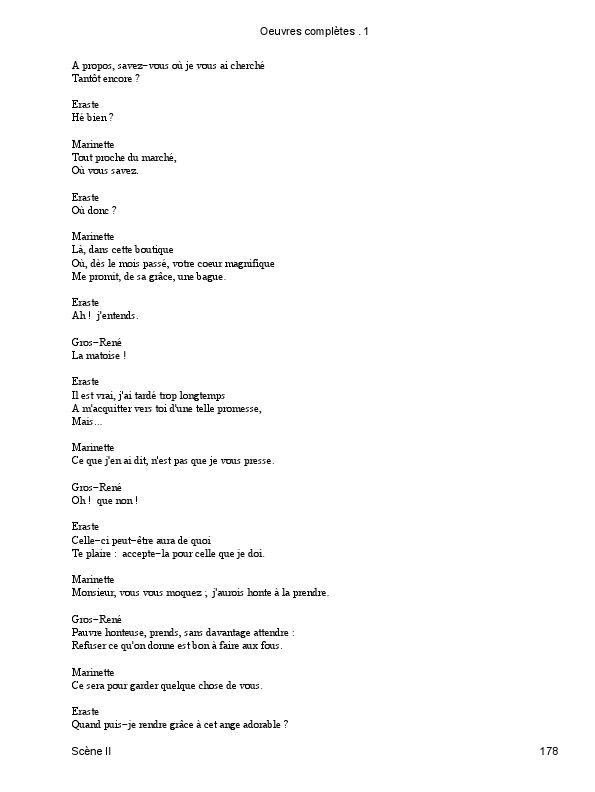 Oeuvres complètes . 1
A propos, savez−vous où je vous ai cherché
Tantôt encore ?
Eraste
Hé bien ?
Marinette
Tout proche du marché,
Où vous savez.
Eraste
Où donc ?
Marinette
Là, dans cette boutique
Où, dès le mois passé, votre coeur magnifique
Me promit, de sa grâce, une bague.
Eraste
Ah ! j'entends.
Gros−René
La matoise !
Eraste
Il est vrai, j'ai tardé trop longtemps
A m'acquitter vers toi d'une telle promesse,
Mais...
Marinette
Ce que j'en ai dit, n'est pas que je vous presse.
Gros−René
Oh ! que non !
Eraste
Celle−ci peut−être aura de quoi
Te plaire : accepte−la pour celle que je doi.
Marinette
Monsieur, vous vous moquez ; j'aurois honte à la prendre.
Gros−René
Pauvre honteuse, prends, sans davantage attendre :
Refuser ce qu'on donne est bon à faire aux fous.
Marinette
Ce sera pour garder quelque chose de vous.
Eraste
Quand puis−je rendre grâce à cet ange adorable ?
Scène II 178